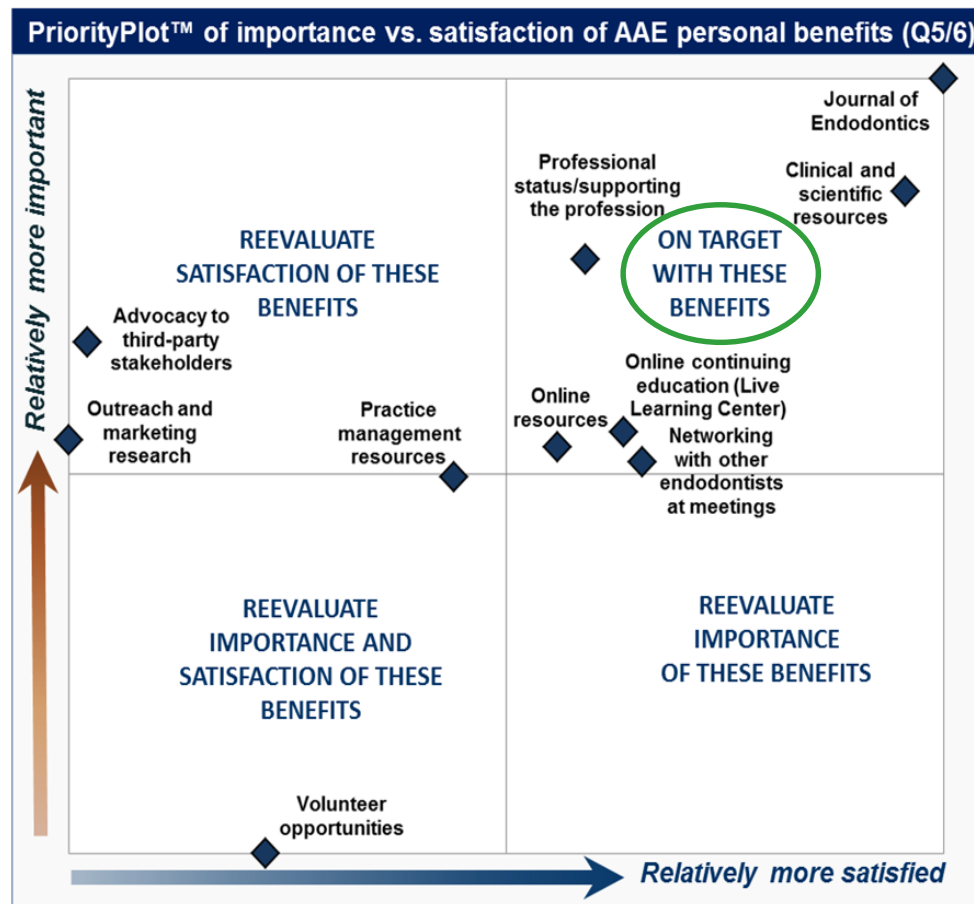 PriorityPlot™ of importance vs. satisfaction of AAE personal benefits (Q5/6)
Relatively more important
Journal of
Endodontics
Professional
status/supporting
the profession
Clinical and
scientific
resources
REEVALUATE
SATISFACTION OF THESE
BENEFITS
ON TARGET
WITH THESE
BENEFITS
Advocacy to
third-party
stakeholders
Outreach and
marketing
research
Practice
management
resources
Online
resources
Online continuing
education (Live
Learning Center)
Networking
with other
endodontists
at meetings
REEVALUATE
IMPORTANCE AND
SATISFACTION OF THESE
BENEFITS
REEVALUATE
IMPORTANCE
OF THESE BENEFITS
Volunteer
opportunities
Relatively more satisfied